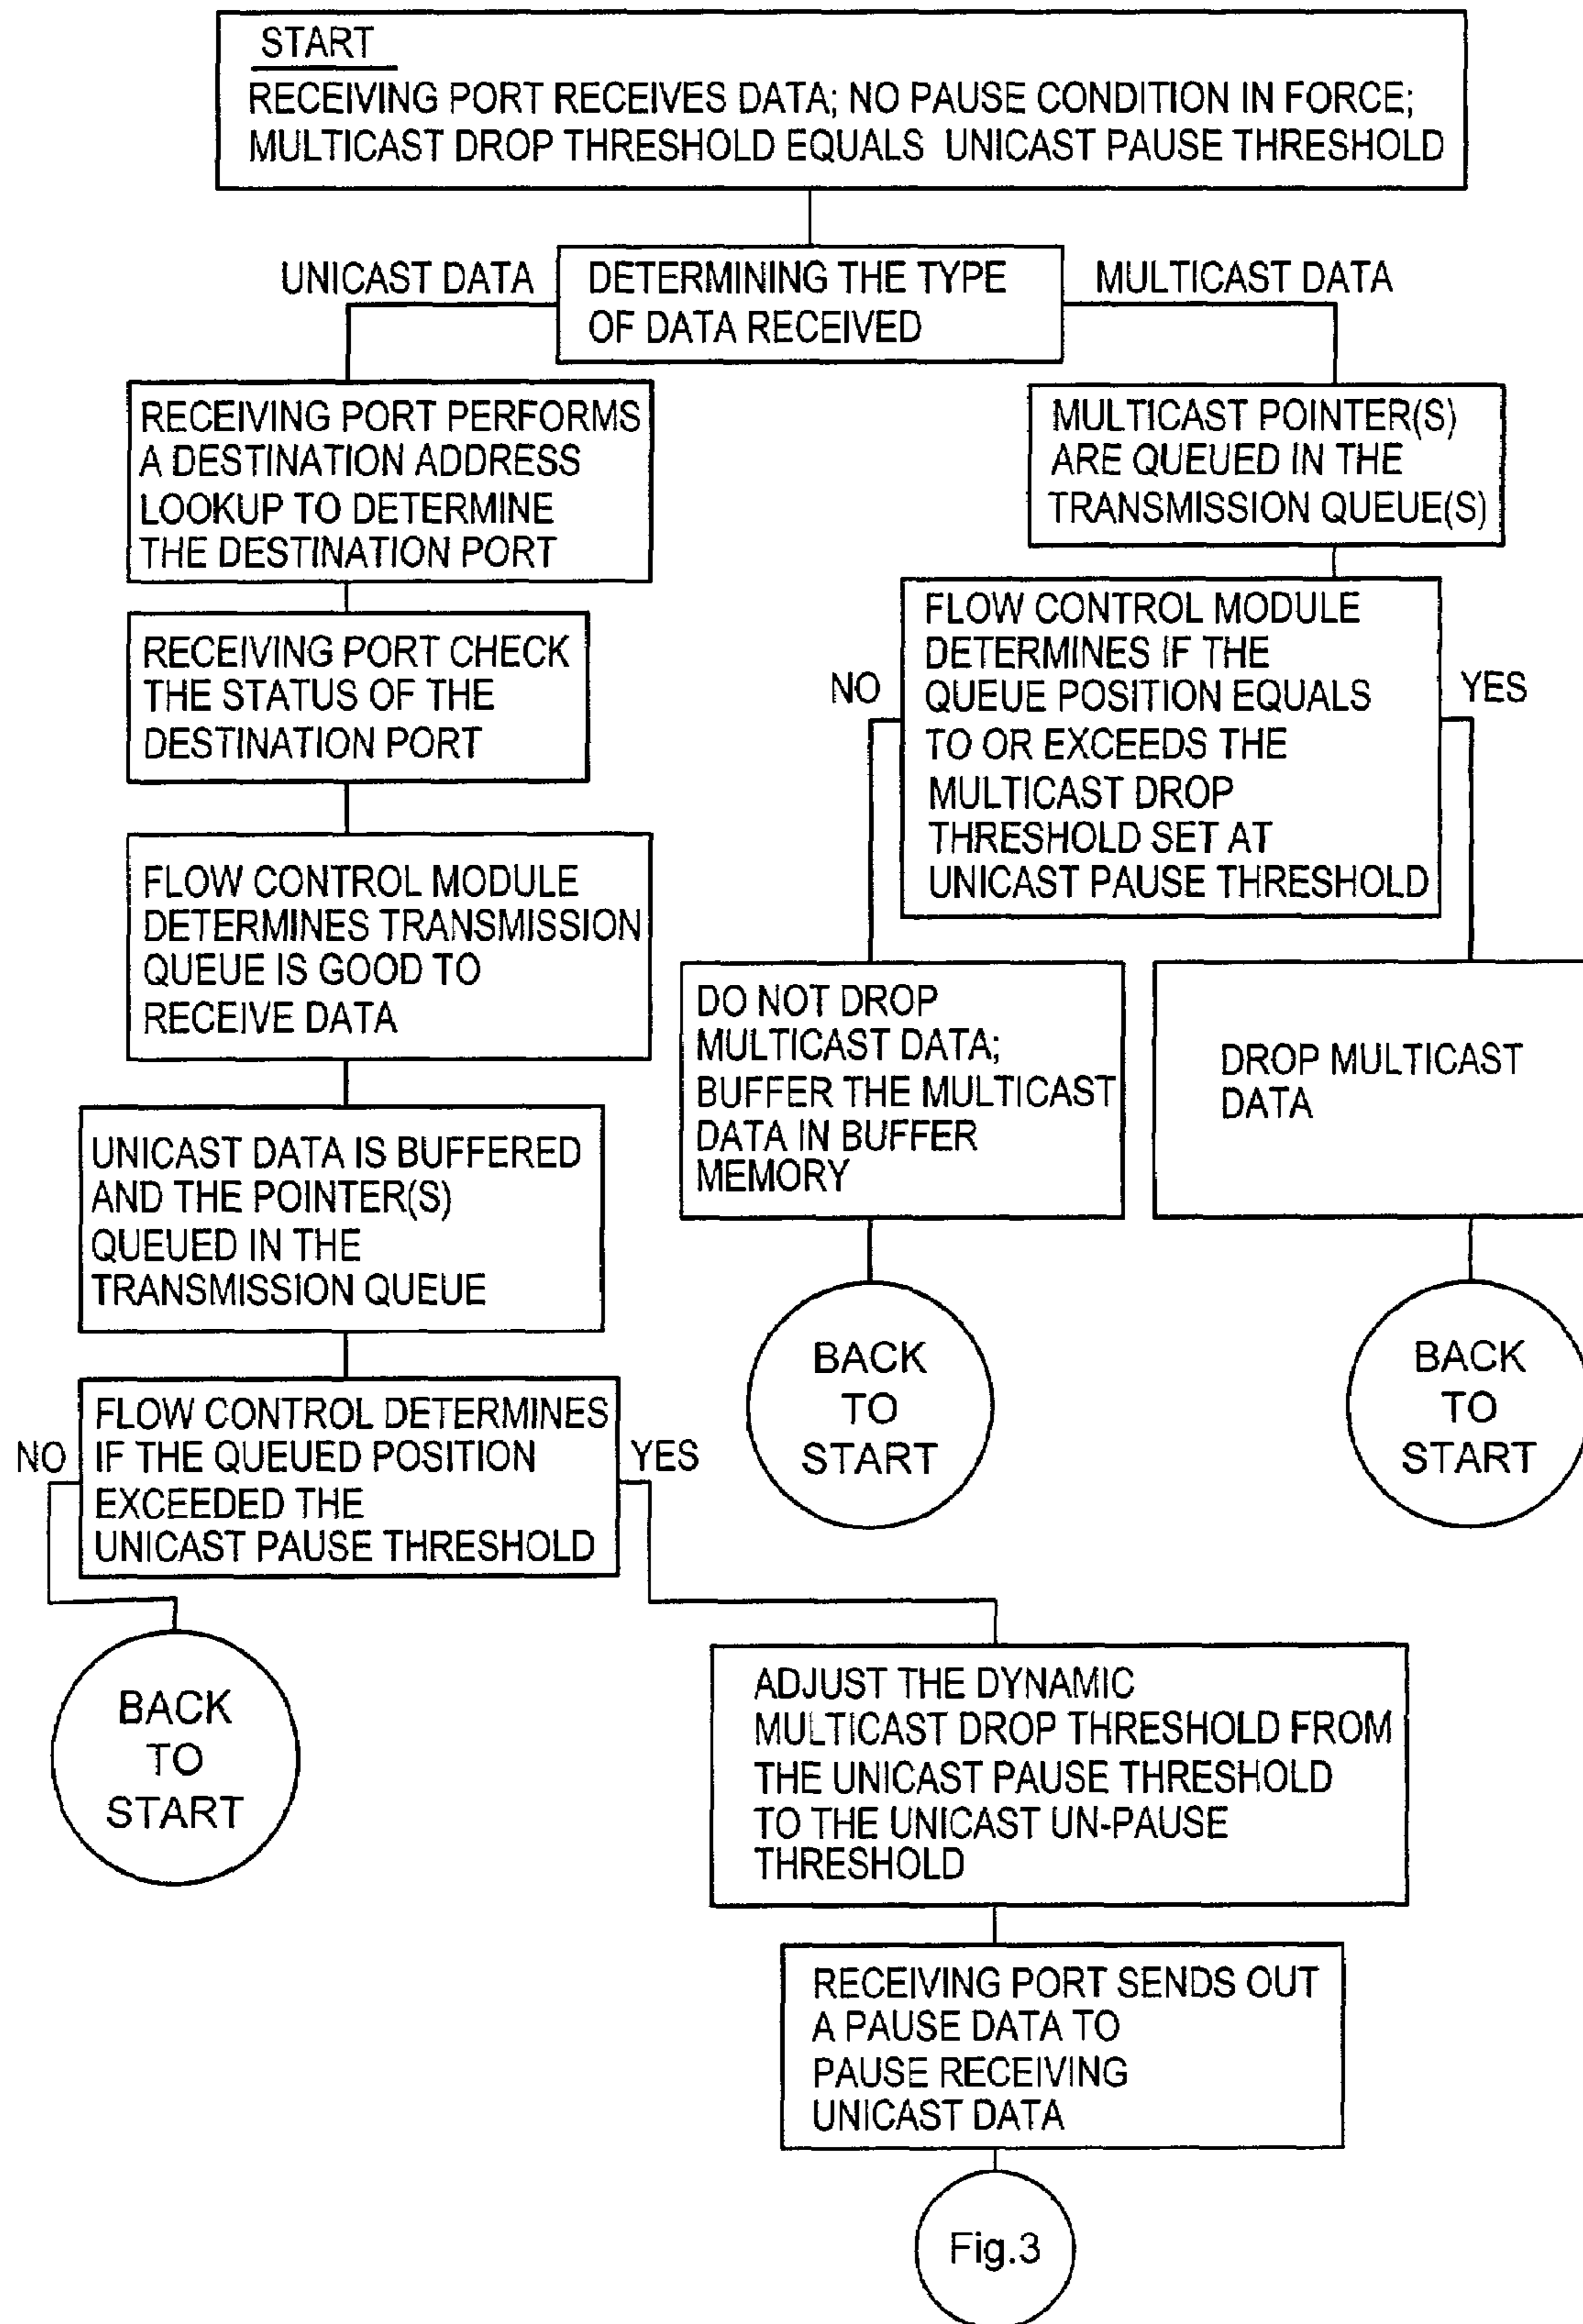 START
RECEIVING PORT RECEIVES DATA; NO PAUSE CONDITION IN FORCE;
MULTICAST DROP THRESHOLD EQUALS UNICAST PAUSE THRESHOLD
UNICAST DATA
DETERMINING THE TYPE
OF DATA RECEIVED
MULTICAST DATA
RECEIVING PORT PERFORMS
A DESTINATION ADDRESS
LOOKUP TO DETERMINE
THE DESTINATION PORT
RECEIVING PORT CHECK
THE STATUS OF THE
DESTINATION PORT
FLOW CONTROL MODULE
DETERMINES TRANSMISSION
QUEUE IS GOOD TO
RECEIVE DATA
UNICAST DATA IS BUFFERED
AND THE POINTER(S)
QUEUED IN THE
TRANSMISSION QUEUE
FLOW CONTROL DETERMINES
IF THE QUEUED POSITION
EXCEEDED THE
UNICAST PAUSE THRESHOLD
NO
YES
BACK
TO
START
MULTICAST POINTER(S)
ARE QUEUED IN THE
TRANSMISSION QUEUE(S)
FLOW CONTROL MODULE
DETERMINES IF THE
QUEUE POSITION EQUALS
TO OR EXCEEDS THE
MULTICAST DROP
THRESHOLD SET AT
UNICAST PAUSE THRESHOLD
NO
YES
DO NOT DROP
MULTICAST DATA;
BUFFER THE MULTICAST
DATA IN BUFFER
MEMORY
DROP MULTICAST
DATA
BACK
TO
START
BACK
TO
START
ADJUST THE DYNAMIC
MULTICAST DROP THRESHOLD FROM
THE UNICAST PAUSE THRESHOLD
TO THE UNICAST UN-PAUSE
THRESHOLD
RECEIVING PORT SENDS OUT
A PAUSE DATA TO
PAUSE RECEIVING
UNICAST DATA
Fig.3